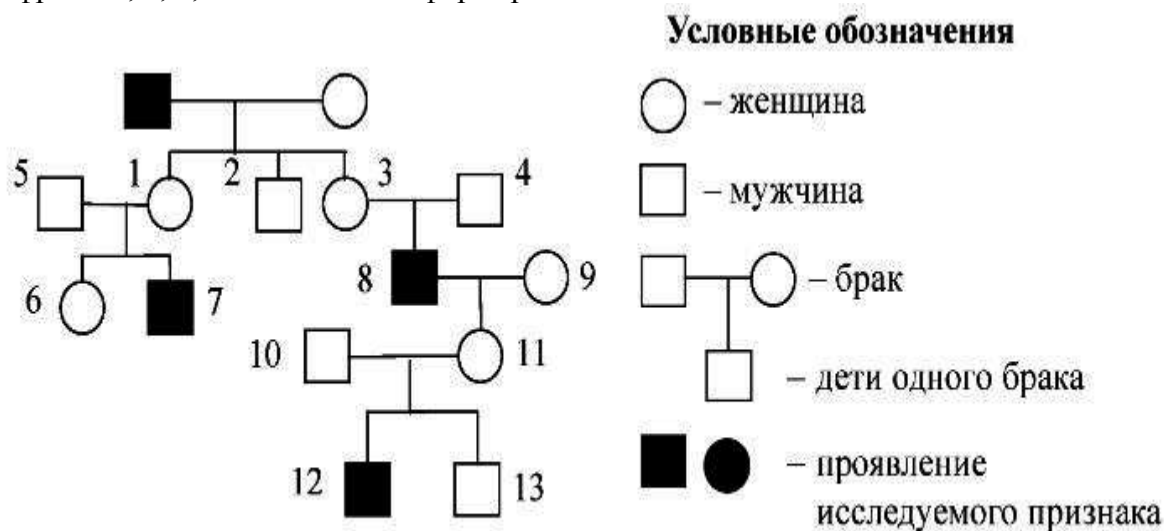 Условные обозначения
– женщина
5 1 2 3 4
– мужчина
8 9
– брак
6 7
10 11
– дети одного брака
12 13
– проявление
исследуемого признака